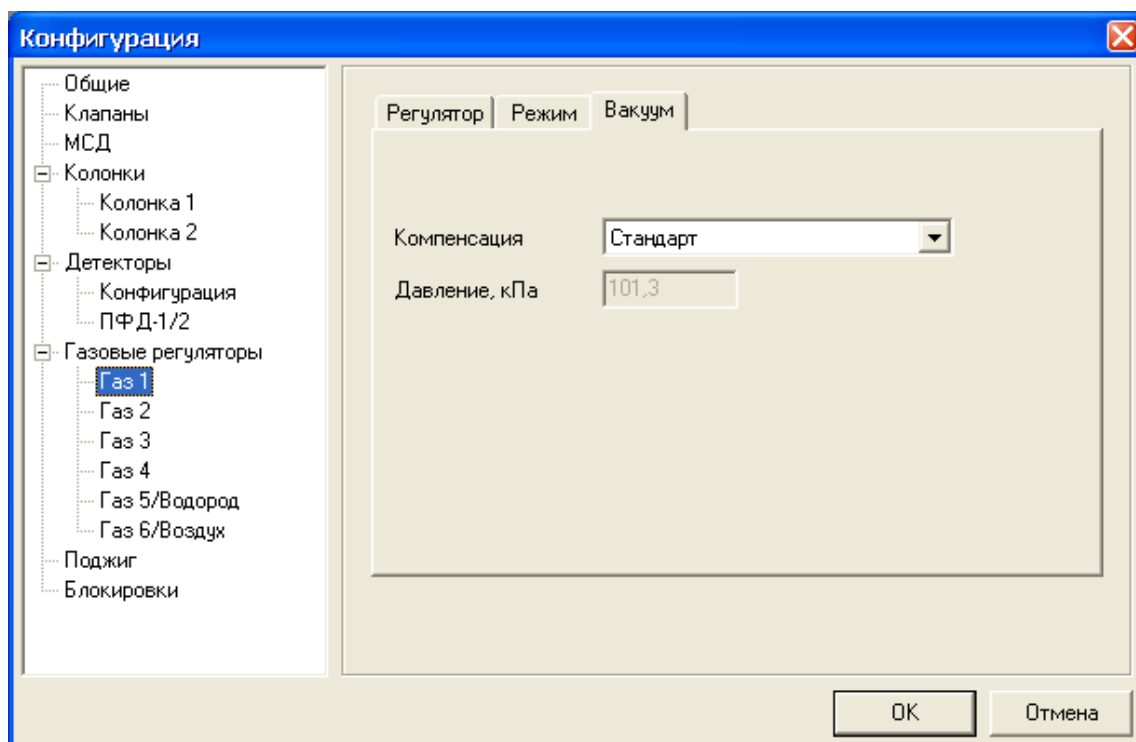 Конфигурация
Общие
Клапаны
МСД
Колонки
Колонка 1
Колонка 2
Детекторы
Конфигурация
ПФД-1/2
Газовые регуляторы
Газ 1
Газ 2
Газ 3
Газ 4
Газ 5/Водород
Газ 6/Воздух
Поджиг
Блокировки
Регулятор Режим Вакуум
Компенсация Стандарт
Давление, кПа 101,3
OK Отмена